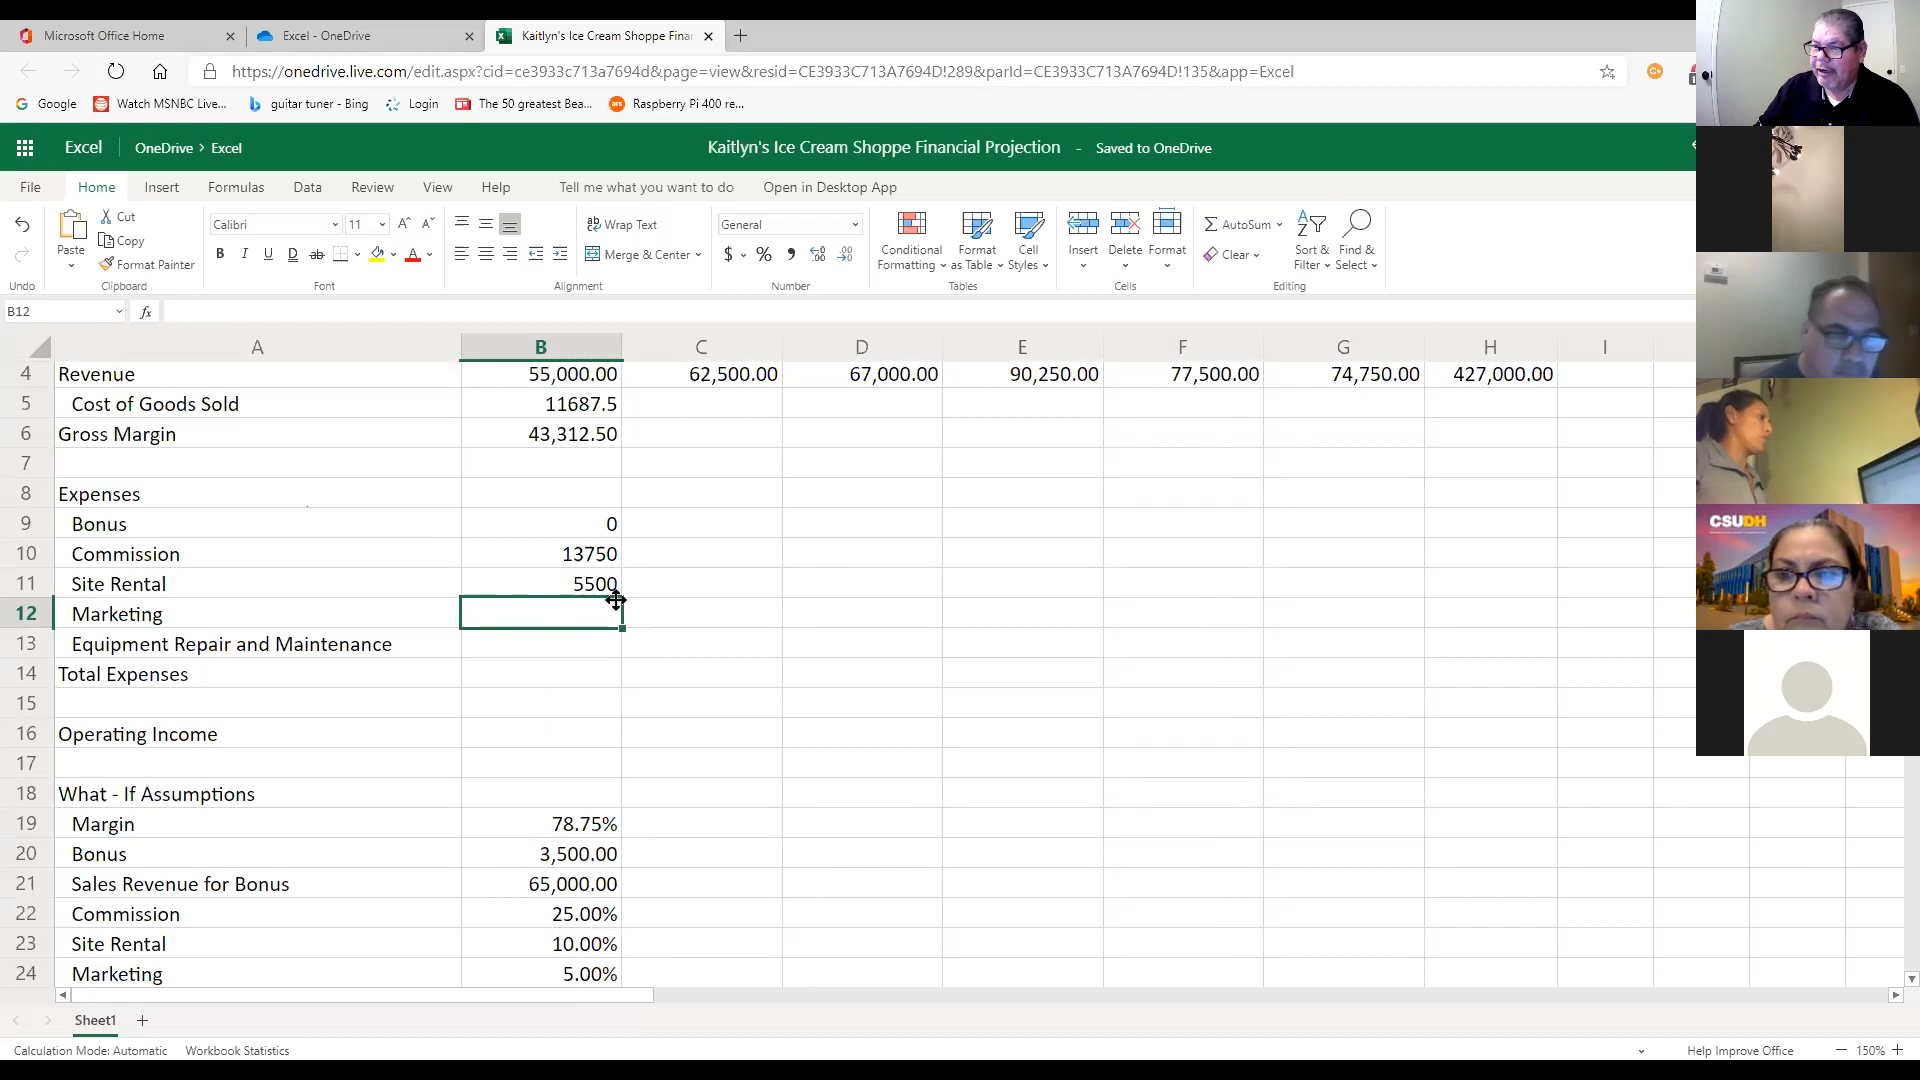 Microsoft Office Home
Excel - OneDrive
Kaitlyn's Ice Cream Shoppe Finar
https://onedrive.live.com/edit.aspx?cid=ce3933c713a7694d&page=view&resid=CE3933C713A7694D!289&parId=CE3933C713A7694D!135&app=Excel
Google
Watch MSNBC Live...
guitar tuner - Bing
Login
The 50 greatest Bea...
Raspberry Pi 400 re...
Excel
OneDrive > Excel
Kaitlyn's Ice Cream Shoppe Financial Projection - Saved to OneDrive
File Home Insert Formulas Data Review View Help Tell me what you want to do Open in Desktop App
Paste
Cut
Copy
Format Painter
Calibri 11
B I U D ab A
Wrap Text
Merge & Center
General
$ % 9
Conditional Formatting
Format as Table
Cell Styles
Insert
Delete
Format
AutoSum
Clear
Sort & Filter
Find & Select
Undo Clipboard Font Alignment Number Tables Cells Editing
B12 fx
A B C D E F G H I
4 Revenue 55,000.00 62,500.00 67,000.00 90,250.00 77,500.00 74,750.00 427,000.00
5 Cost of Goods Sold 11687.5
6 Gross Margin 43,312.50
7
8 Expenses
9 Bonus 0
10 Commission 13750
11 Site Rental 5500
12 Marketing
13 Equipment Repair and Maintenance
14 Total Expenses
15
16 Operating Income
17
18 What - If Assumptions
19 Margin 78.75%
20 Bonus 3,500.00
21 Sales Revenue for Bonus 65,000.00
22 Commission 25.00%
23 Site Rental 10.00%
24 Marketing 5.00%
Sheet1
Calculation Mode: Automatic Workbook Statistics Help Improve Office 150%
CSUDH